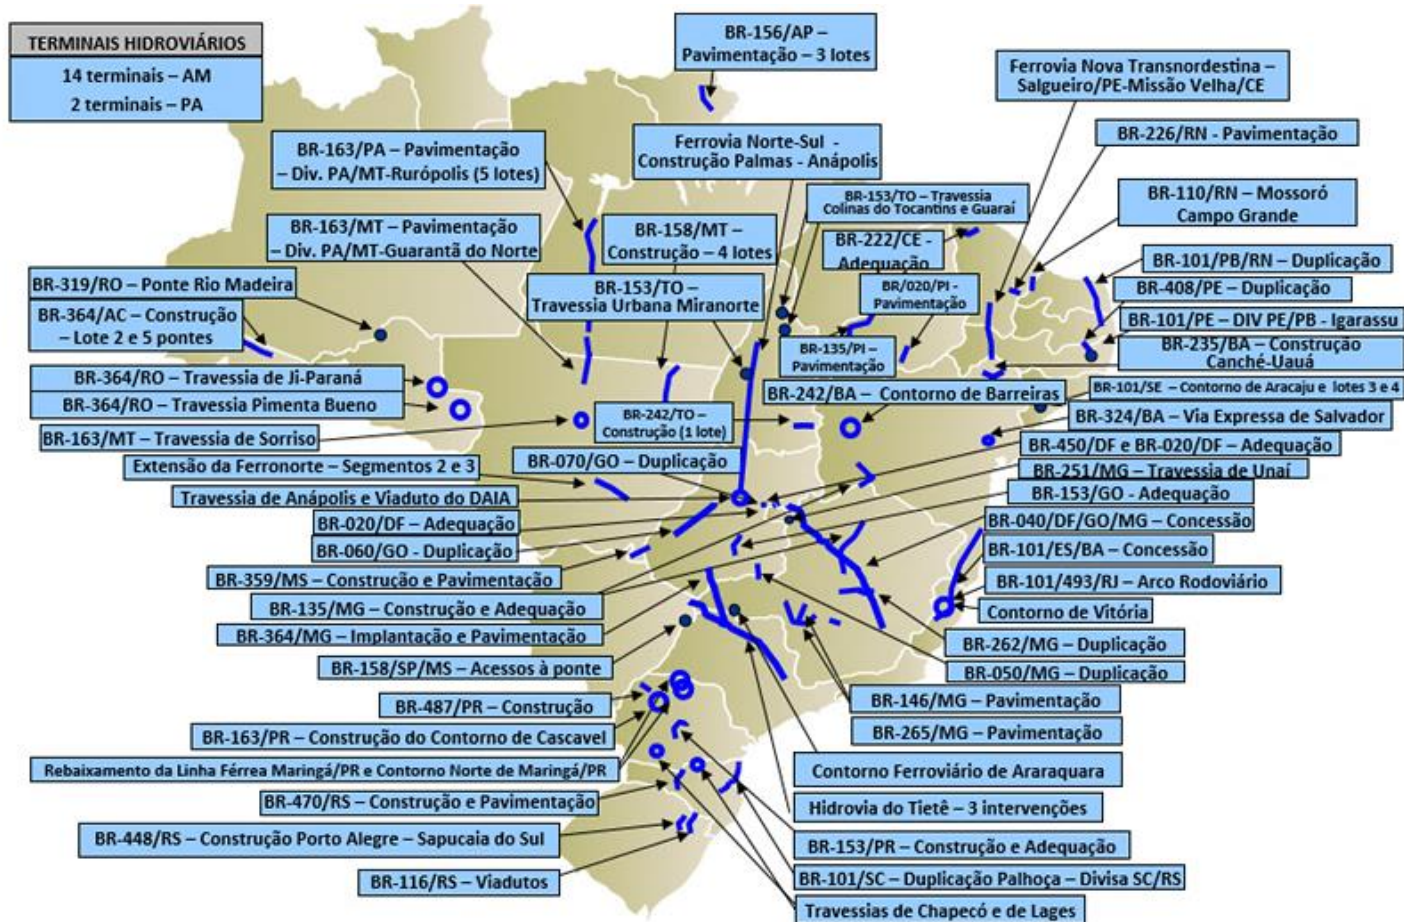 TERMINAIS HIDROVIÁRIOS
14 terminais – AM
2 terminais – PA
BR-156/AP –
Pavimentação – 3 lotes
Ferrovia Nova Transnordestina –
Salgueiro/PE-Missão Velha/CE
BR-163/PA – Pavimentação
– Div. PA/MT-Rurópolis (5 lotes)
Ferrovia Norte-Sul -
Construção Palmas - Anápolis
BR-226/RN - Pavimentação
BR-153/TO – Travessia
Colinas do Tocantins e Guaraí
BR-110/RN – Mossoró
Campo Grande
BR-163/MT – Pavimentação
– Div. PA/MT-Guarantã do Norte
BR-158/MT –
Construção – 4 lotes
BR-222/CE -
Adequação
BR-101/PB/RN – Duplicação
BR-319/RO – Ponte Rio Madeira
BR-153/TO –
Travessia Urbana Miranorte
BR/020/PI -
Pavimentação
BR-408/PE – Duplicação
BR-364/AC – Construção
– Lote 2 e 5 pontes
BR-101/PE – DIV PE/PB - Igarassu
BR-135/PI –
Pavimentação
BR-235/BA – Construção
Canché-Uauá
BR-364/RO – Travessia de Ji-Paraná
BR-242/BA – Contorno de Barreiras
BR-101/SE – Contorno de Aracaju e lotes 3 e 4
BR-364/RO – Travessia Pimenta Bueno
BR-242/TO –
Construção (1 lote)
BR-324/BA – Via Expressa de Salvador
BR-163/MT – Travessia de Sorriso
BR-450/DF e BR-020/DF – Adequação
Extensão da Ferronorte – Segmentos 2 e 3
BR-070/GO – Duplicação
BR-251/MG – Travessia de Unaí
Travessia de Anápolis e Viaduto do DAIA
BR-153/GO - Adequação
BR-020/DF – Adequação
BR-040/DF/GO/MG – Concessão
BR-060/GO - Duplicação
BR-101/ES/BA – Concessão
BR-359/MS – Construção e Pavimentação
BR-101/493/RJ – Arco Rodoviário
BR-135/MG – Construção e Adequação
Contorno de Vitória
BR-364/MG – Implantação e Pavimentação
BR-262/MG – Duplicação
BR-158/SP/MS – Acessos à ponte
BR-050/MG – Duplicação
BR-487/PR – Construção
BR-146/MG – Pavimentação
BR-163/PR – Construção do Contorno de Cascavel
BR-265/MG – Pavimentação
Rebaixamento da Linha Férrea Maringá/PR e Contorno Norte de Maringá/PR
Contorno Ferroviário de Araraquara
BR-470/RS – Construção e Pavimentação
Hidrovia do Tietê – 3 intervenções
BR-448/RS – Construção Porto Alegre – Sapucaia do Sul
BR-153/PR – Construção e Adequação
BR-116/RS – Viadutos
BR-101/SC – Duplicação Palhoça – Divisa SC/RS
Travessias de Chapecó e de Lages